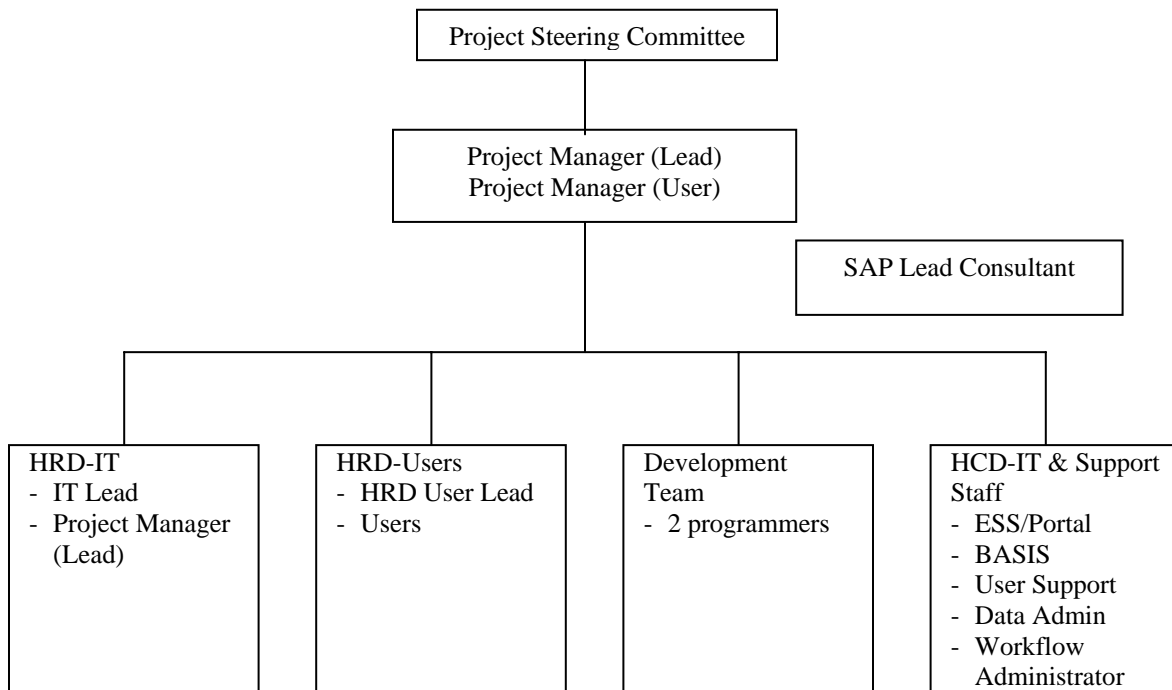 Project Steering Committee
Project Manager (Lead)
Project Manager (User)
SAP Lead Consultant
HRD-IT
- IT Lead
- Project Manager
(Lead)
HRD-Users
- HRD User Lead
- Users
Development
Team
- 2 programmers
HCD-IT & Support
Staff
- ESS/Portal
- BASIS
- User Support
- Data Admin
- Workflow
Administrator